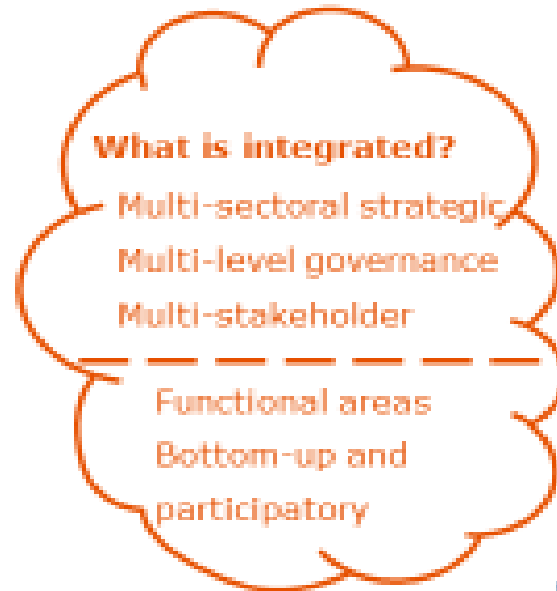 What is integrated?
Multi-sectoral strategic
Multi-level governance
Multi-stakeholder
Functional areas
Bottom-up and
participatory